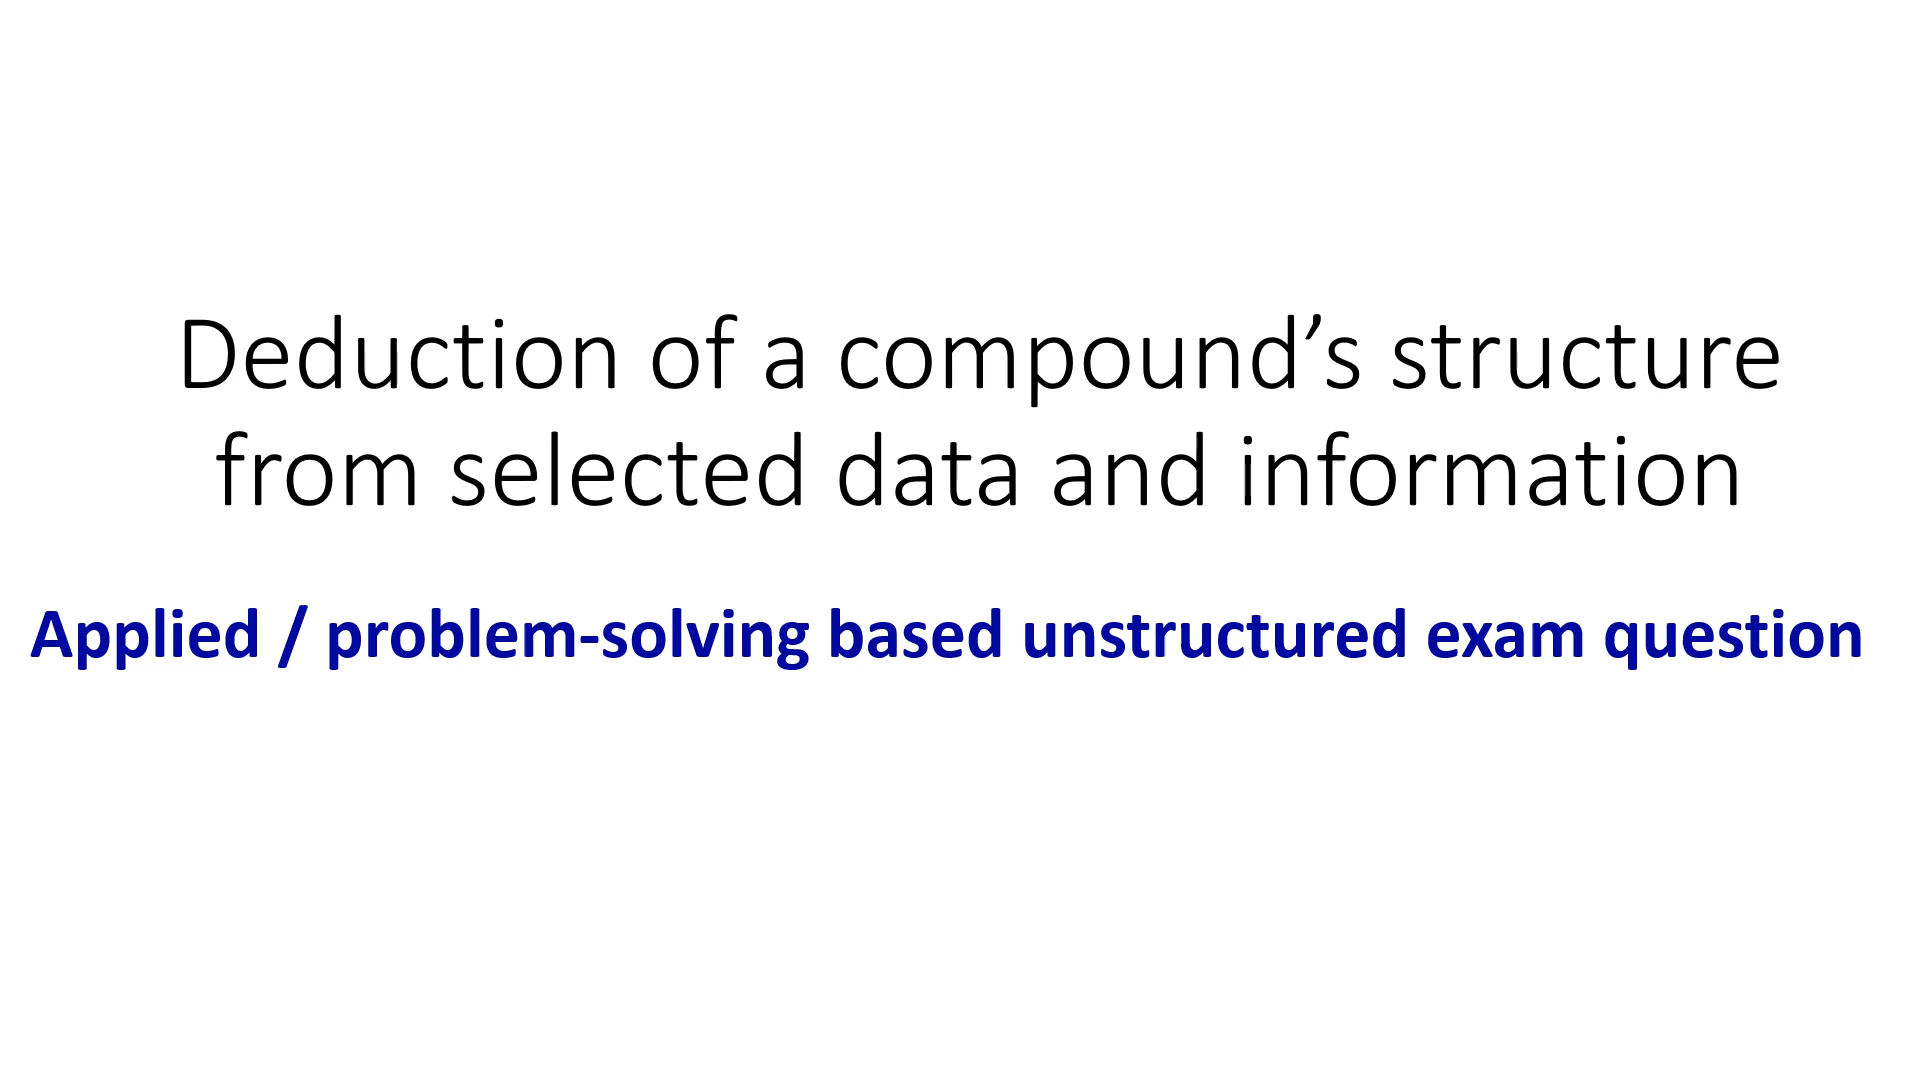 Deduction of a compound’s structure
from selected data and information
Applied / problem-solving based unstructured exam question